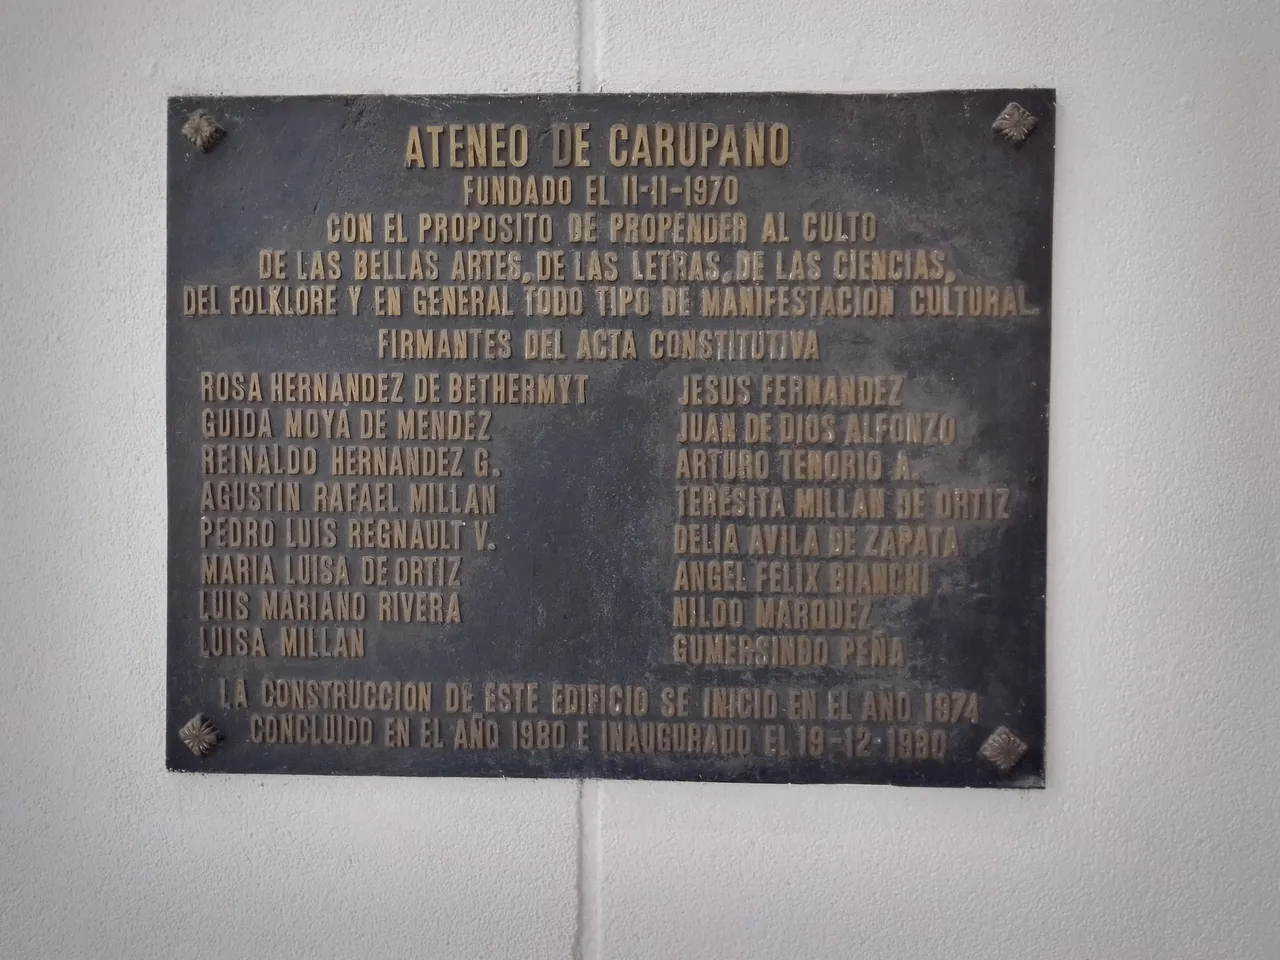 ATENEO DE CARUPANO
FUNDADO EL 11-11-1970
CON EL PROPOSITO DE PROPENDER AL CULTO
DE LAS BELLAS ARTES, DE LAS LETRAS, DE LAS CIENCIAS,
DEL FOLKLORE Y EN GENERAL TODO TIPO DE MANIFESTACION CULTURAL.
FIRMANTES DEL ACTA CONSTITUTIVA
ROSA HERNANDEZ DE BETHERMYT
GUIDA MOYA DE MENDEZ
REINALDO HERNANDEZ G.
AGUSTIN RAFAEL MILLAN
PEDRO LUIS REGNAULT V.
MARIA LUISA DE ORTIZ
LUIS MARIANO RIVERA
LUISA MILLAN
JESUS FERNANDEZ
JUAN DE DIOS ALFONZO
ARTURO TENORIO A.
TERESITA MILLAN DE ORTIZ
DELIA AVILA DE ZAPATA
ANGEL FELIX BIANCHI
NILDO MARQUEZ
GUMERSINDO PEÑA
LA CONSTRUCCION DE ESTE EDIFICIO SE INICIO EN EL ANO 1974
CONCLUIDO EN EL AÑO 1980 E INAUGURADO EL 19-12-1980